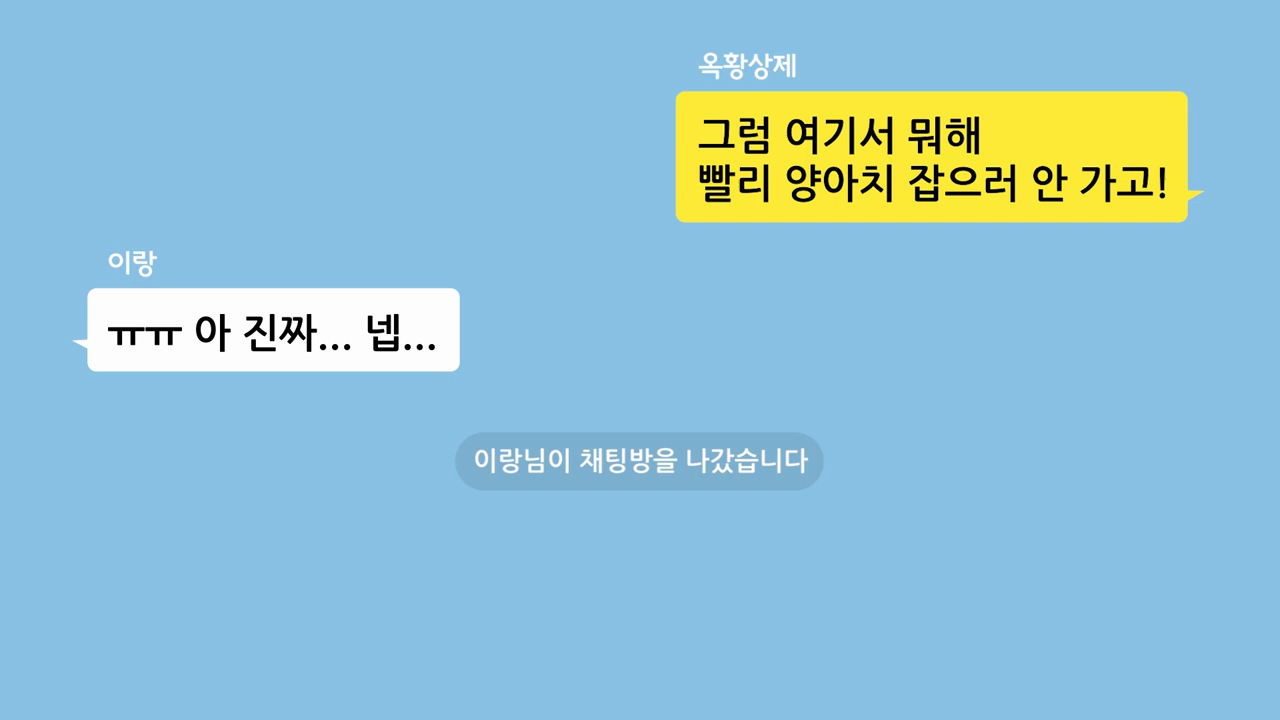 옥황상제
그럼 여기서 뭐해
빨리 양아치 잡으러 안 가고!
이랑
ㅠㅠ 아 진짜... 넵...
이랑님이 채팅방을 나갔습니다